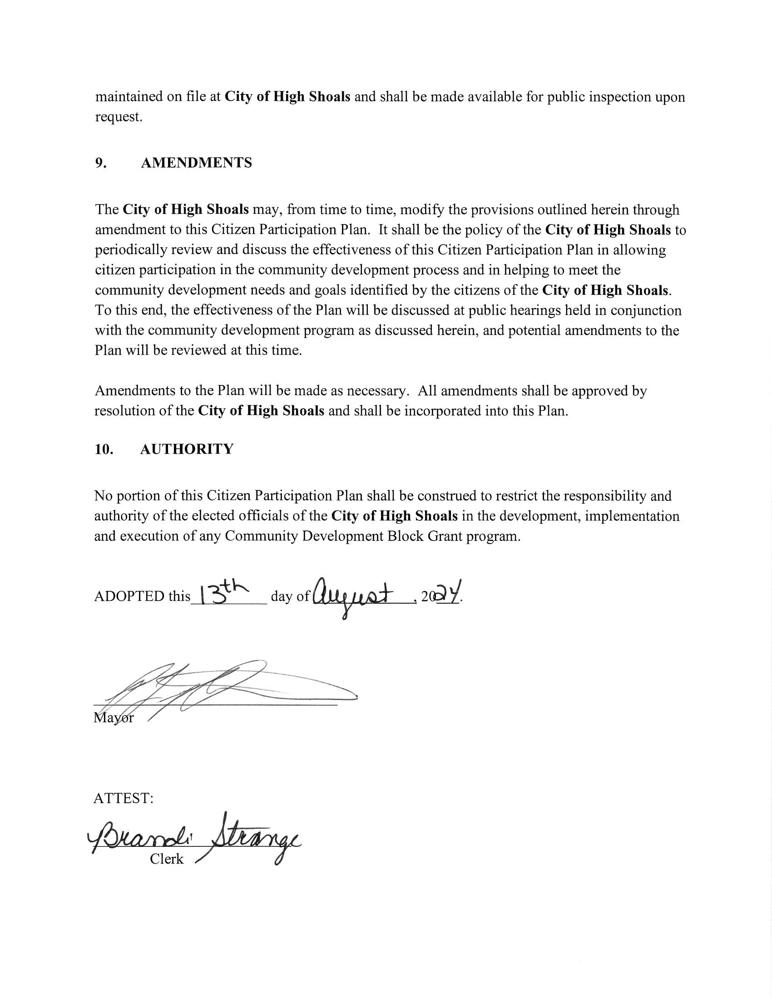 maintained on file at City of High Shoals and shall be made available for public inspection upon
request.
9. AMENDMENTS
The City of High Shoals may, from time to time, modify the provisions outlined herein through
amendment to this Citizen Participation Plan. It shall be the policy of the City of High Shoals to
periodically review and discuss the effectiveness of this Citizen Participation Plan in allowing
citizen participation in the community development process and in helping to meet the
community development needs and goals identified by the citizens of the City of High Shoals.
To this end, the effectiveness of the Plan will be discussed at public hearings held in conjunction
with the community development program as discussed herein, and potential amendments to the
Plan will be reviewed at this time.
Amendments to the Plan will be made as necessary. All amendments shall be approved by
resolution of the City of High Shoals and shall be incorporated into this Plan.
10. AUTHORITY
No portion of this Citizen Participation Plan shall be construed to restrict the responsibility and
authority of the elected officials of the City of High Shoals in the development, implementation
and execution of any Community Development Block Grant program.
ADOPTED this 13th day of August, 2024.
Mayor
ATTEST:
Brandi Strange
Clerk